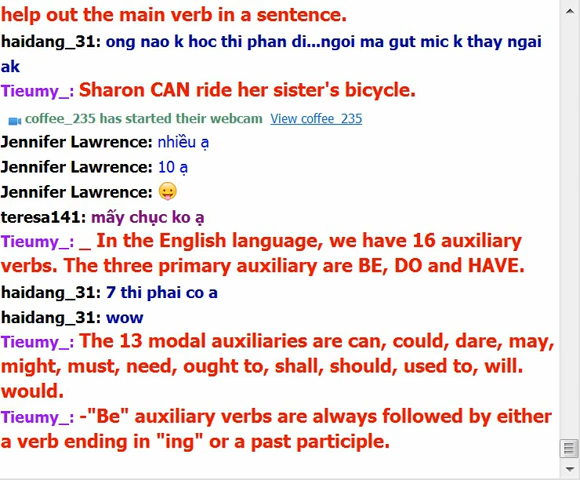 help out the main verb in a sentence.
haidang_31: ong nao k hoc thi phan di...ngoi ma gut mic k thay ngai
ak
Tieumy_: Sharon CAN ride her sister's bicycle.
coffee_235 has started their webcam View coffee_235
Jennifer Lawrence: nhiều ạ
Jennifer Lawrence: 10 ạ
Jennifer Lawrence:
teresa141: mấy chục ko ạ
Tieumy_: _ In the English language, we have 16 auxiliary
verbs. The three primary auxiliary are BE, DO and HAVE.
haidang_31: 7 thi phai co a
haidang_31: wow
Tieumy_: The 13 modal auxiliaries are can, could, dare, may,
might, must, need, ought to, shall, should, used to, will.
would.
Tieumy_: -"Be" auxiliary verbs are always followed by either
a verb ending in "ing" or a past participle.